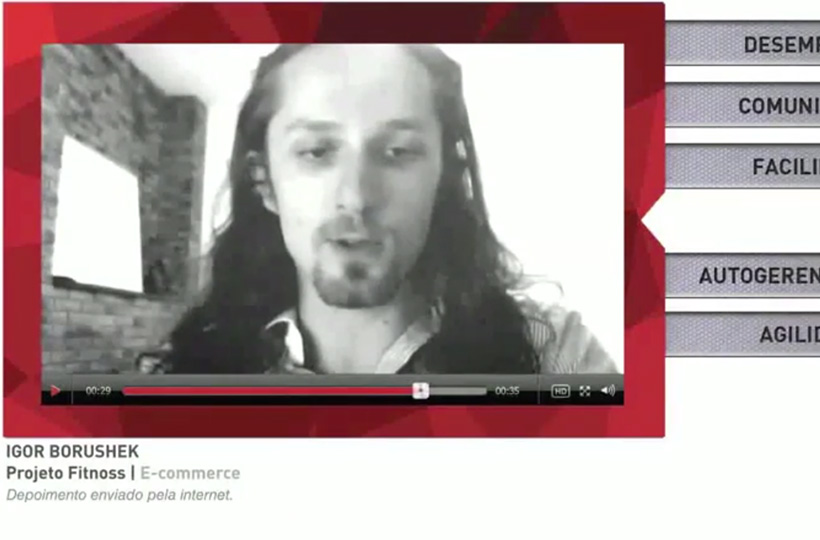 DESEMP
COMUNI
FACILI
AUTOGEREN
AGILID
00:29
00:35
HD
IGOR BORUSHEK
Projeto Fitnoss | E-commerce
Depoimento enviado pela internet.